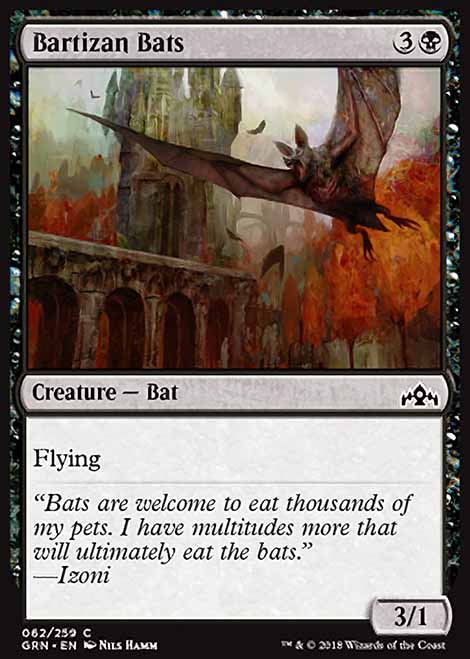 Bartizan Bats 3
Creature — Bat
Flying
“Bats are welcome to eat thousands of
my pets. I have multitudes more that
will ultimately eat the bats.”
—Izoni
3/1
062/259 C
GRN • EN Nils Hamm
™ & © 2018 Wizards of the Coast